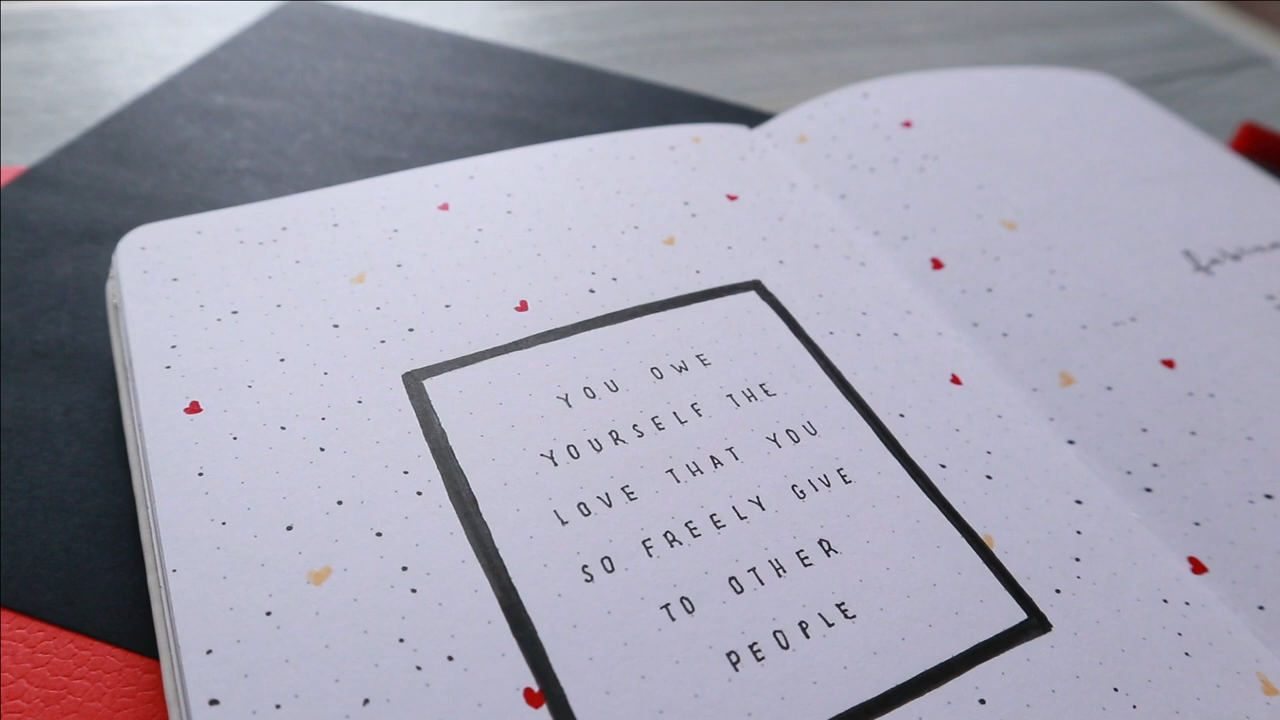 YOU OWE
YOURSELF THE
LOVE THAT YOU
SO FREELY GIVE
TO OTHER
PEOPLE